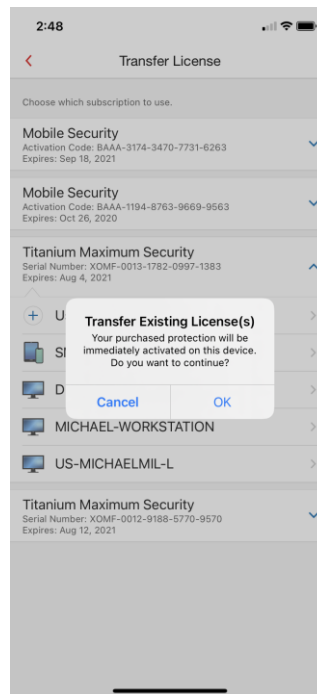 2:48
Transfer License
Choose which subscription to use.
Mobile Security
Activation Code: BAAA-3174-3470-7731-6263
Expires: Sep 18, 2021
Mobile Security
Activation Code: BAAA-1194-8763-9669-9563
Expires: Oct 26, 2020
Titanium Maximum Security
Serial Number: XOMF-0013-1782-0997-1383
Expires: Aug 4, 2021
Transfer Existing License(s)
Your purchased protection will be
immediately activated on this device.
Do you want to continue?
Cancel
OK
MICHAEL-WORKSTATION
US-MICHAELMIL-L
Titanium Maximum Security
Serial Number: XOMF-0012-9188-5770-9570
Expires: Aug 12, 2021